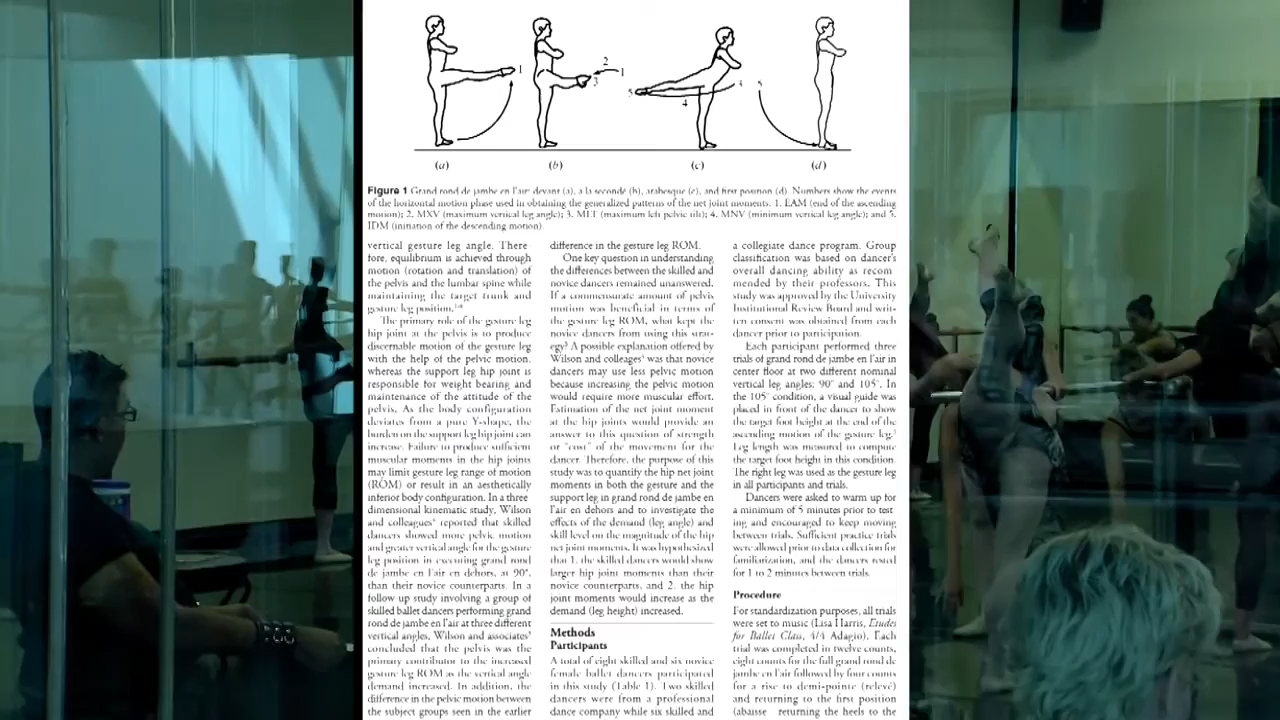 1
2
1
3
5
4
4
5
(a)
(b)
(c)
(d)
Figure 1 Grand rond de jambe en l'air: devant (a), a la seconde (b), arabesque (c), and first position (d). Numbers show the events
of the horizontal motion phase used in obtaining the generalized patterns of the net joint moments. 1. EAM (end of the ascending
motion); 2. MXV (maximum vertical leg angle); 3. MLT (maximum left pelvic tilt); 4. MNV (minimum vertical leg angle); and 5.
IDM (initiation of the descending motion).
vertical gesture leg angle. There-
fore, equilibrium is achieved through
motion (rotation and translation) of
the pelvis and the lumbar spine while
maintaining the target trunk and
gesture leg position.
The primary role of the gesture leg
hip joint at the pelvis is to produce
discernable motion of the gesture leg
with the help of the pelvic motion,
whereas the support leg hip joint is
responsible for weight bearing and
maintenance of the attitude of the
pelvis. As the body configuration
deviates from a pure Y-shape, the
burden on the support leg hip joint can
increase. Failure to produce sufficient
muscular moments in the hip joints
may limit gesture leg range of motion
(ROM) or result in an aesthetically
inferior body configuration. In a three-
dimensional kinematic study, Wilson
and colleagues reported that skilled
dancers showed more pelvic motion
and greater vertical angle for the gesture
leg position in executing grand rond
de jambe en l'air en dehors, at 90°,
than their novice counterparts. In a
follow up study involving a group of
skilled ballet dancers performing grand
rond de jambe en l'air at three different
vertical angles, Wilson and associates
concluded that the pelvis was the
primary contributor to the increased
gesture leg ROM as the vertical angle
demand increased. In addition, the
difference in the pelvic motion between
the subject groups seen in the earlier
difference in the gesture leg ROM.
One key question in understanding
the differences between the skilled and
novice dancers remained unanswered.
If a commensurate amount of pelvis
motion was beneficial in terms of
the gesture leg ROM, what kept the
novice dancers from using this strat-
egy? A possible explanation offered by
Wilson and colleages was that novice
dancers may use less pelvic motion
because increasing the pelvic motion
would require more muscular effort.
Estimation of the net joint moment
at the hip joints would provide an
answer to this question of strength
or "cost" of the movement for the
dancer. Therefore, the purpose of this
study was to quantify the hip net joint
moments in both the gesture and the
support leg in grand rond de jambe en
l'air en dehors and to investigate the
effects of the demand (leg angle) and
skill level on the magnitude of the hip
net joint moments. It was hypothesized
that 1. the skilled dancers would show
larger hip joint moments than their
novice counterparts, and 2. the hip
joint moments would increase as the
demand (leg height) increased.
Methods
Participants
A total of eight skilled and six novice
female ballet dancers participated
in this study (Table 1). Two skilled
dancers were from a professional
dance company while six skilled and
a collegiate dance program. Group
classification was based on dancer's
overall dancing ability as recom-
mended by their professors. This
study was approved by the University
Institutional Review Board and writ-
ten consent was obtained from each
dancer prior to participation.
Each participant performed three
trials of grand rond de jambe en l'air in
center floor at two different nominal
vertical leg angles: 90° and 105°. In
the 105° condition, a visual guide was
placed in front of the dancer to show
the target foot height at the end of the
ascending motion of the gesture leg.
Leg length was measured to compute
the target foot height in this condition.
The right leg was used as the gesture leg
in all participants and trials.
Dancers were asked to warm up for
a minimum of 5 minutes prior to test-
ing and encouraged to keep moving
between trials. Sufficient practice trials
were allowed prior to data collection for
familiarization, and the dancers rested
for 1 to 2 minutes between trials.
Procedure
For standardization purposes, all trials
were set to music (Lisa Harris, Etudes
for Ballet Class, 4/4 Adagio). Each
trial was completed in twelve counts,
eight counts for the full grand rond de
jambe en l'air followed by four counts
for a rise to demi-pointe (relevé)
and returning to the first position
(abaisse returning the heels to the